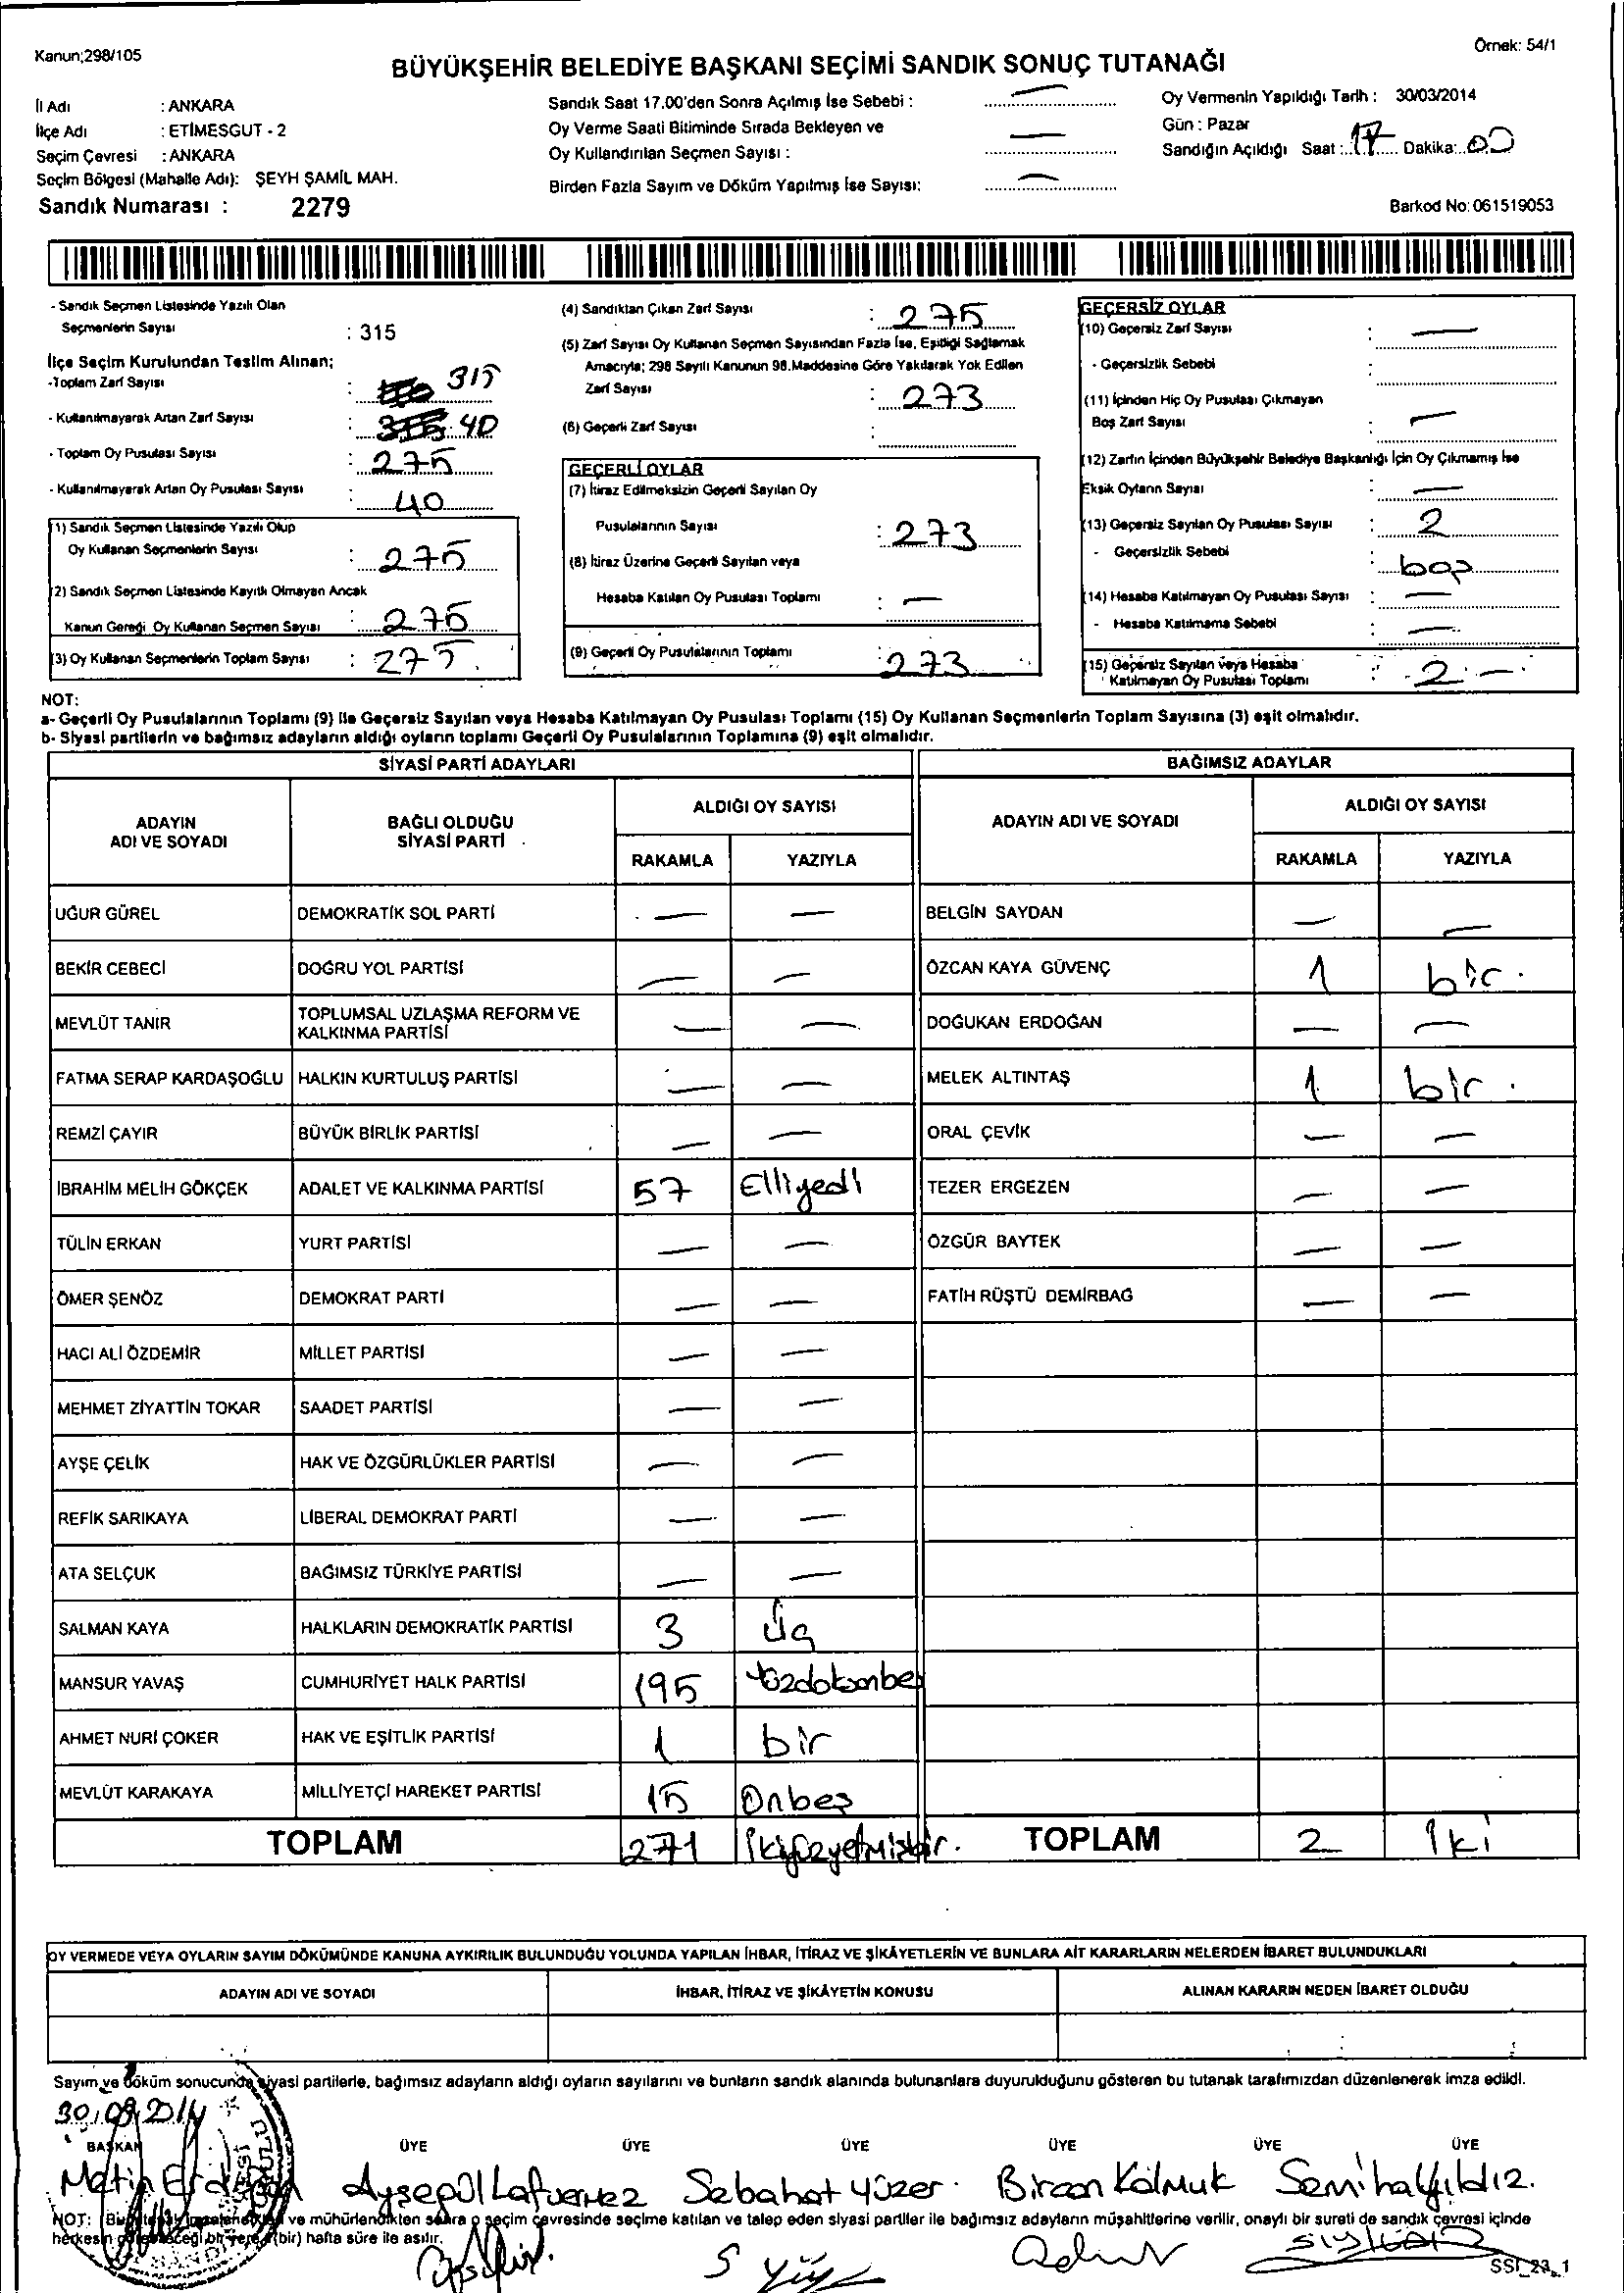 Kanun;298/105
Örnek: 54/1
BÜYÜKŞEHİR BELEDİYE BAŞKANI SEÇİMİ SANDIK SONUÇ TUTANAĞI
İl Adı : ANKARA
İlçe Adı : ETİMESGUT - 2
Seçim Çevresi : ANKARA
Seçim Bölgesi (Mahalle Adı): ŞEYH ŞAMİL MAH.
Sandık Numarası : 2279
Sandık Saat 17.00'den Sonra Açılmış İse Sebebi : —
Oy Verme Saati Bitiminde Sırada Bekleyen ve
Oy Kullandırılan Seçmen Sayısı : —
Birden Fazla Sayım ve Döküm Yapılmış İse Sayısı: —
Oy Vermenin Yapıldığı Tarih : 30/03/2014
Gün : Pazar
Sandığın Açıldığı Saat : 17 Dakika: 00
Barkod No: 061519053
- Sandık Seçmen Listesinde Yazılı Olan
Seçmenlerin Sayısı : 315
İlçe Seçim Kurulundan Teslim Alınan;
-Toplam Zarf Sayısı : 315
- Kullanılmayarak Artan Zarf Sayısı : 40
- Toplam Oy Pusulası Sayısı : 275
- Kullanılmayarak Artan Oy Pusulası Sayısı : 40
(1) Sandık Seçmen Listesinde Yazılı Olup
Oy Kullanan Seçmenlerin Sayısı : 275
(2) Sandık Seçmen Listesinde Kayıtlı Olmayan Ancak
Kanun Gereği Oy Kullanan Seçmen Sayısı : 275
(3) Oy Kullanan Seçmenlerin Toplam Sayısı : 275
(4) Sandıktan Çıkan Zarf Sayısı : 275
(5) Zarf Sayısı Oy Kullanan Seçmen Sayısından Fazla İse, Eşitliği Sağlamak
Amacıyla; 298 Sayılı Kanunun 98.Maddesine Göre Yakılarak Yok Edilen
Zarf Sayısı : 273
(6) Geçerli Zarf Sayısı :
GEÇERLİ OYLAR
(7) İtiraz Edilmeksizin Geçerli Sayılan Oy
Pusulalarının Sayısı : 273
(8) İtiraz Üzerine Geçerli Sayılan veya
Hesaba Katılan Oy Pusulası Toplamı : —
(9) Geçerli Oy Pusulalarının Toplamı : 273
GEÇERSİZ OYLAR
(10) Geçersiz Zarf Sayısı : —
- Geçersizlik Sebebi :
(11) İçinden Hiç Oy Pusulası Çıkmayan
Boş Zarf Sayısı : —
(12) Zarfın İçinden Büyükşehir Belediye Başkanlığı İçin Oy Çıkmamış İse
Eksik Oyların Sayısı : —
(13) Geçersiz Sayılan Oy Pusulası Sayısı : 2
- Geçersizlik Sebebi : boş
(14) Hesaba Katılmayan Oy Pusulası Sayısı : —
- Hesaba Katılmama Sebebi : —
(15) Geçersiz Sayılan veya Hesaba
Katılmayan Oy Pusulası Toplamı : 2 —
NOT:
a- Geçerli Oy Pusulalarının Toplamı (9) ile Geçersiz Sayılan veya Hesaba Katılmayan Oy Pusulası Toplamı (15) Oy Kullanan Seçmenlerin Toplam Sayısına (3) eşit olmalıdır.
b- Siyasi partilerin ve bağımsız adayların aldığı oyların toplamı Geçerli Oy Pusulalarının Toplamına (9) eşit olmalıdır.
SİYASİ PARTİ ADAYLARI BAĞIMSIZ ADAYLAR
ADAYIN ADI VE SOYADI BAĞLI OLDUĞU SİYASİ PARTİ ALDIĞI OY SAYISI ADAYIN ADI VE SOYADI ALDIĞI OY SAYISI
RAKAMLA YAZIYLA RAKAMLA YAZIYLA
UĞUR GÜREL DEMOKRATİK SOL PARTİ — — BELGİN SAYDAN — —
BEKİR CEBECİ DOĞRU YOL PARTİSİ — — ÖZCAN KAYA GÜVENÇ 1 bir.
MEVLÜT TANIR TOPLUMSAL UZLAŞMA REFORM VE KALKINMA PARTİSİ — — DOĞUKAN ERDOĞAN — —
FATMA SERAP KARDAŞOĞLU HALKIN KURTULUŞ PARTİSİ — — MELEK ALTINTAŞ 1 bir.
REMZİ ÇAYIR BÜYÜK BİRLİK PARTİSİ — — ORAL ÇEVİK — —
İBRAHİM MELİH GÖKÇEK ADALET VE KALKINMA PARTİSİ 57 Elliyedi TEZER ERGEZEN — —
TÜLİN ERKAN YURT PARTİSİ — — ÖZGÜR BAYTEK — —
ÖMER ŞENÖZ DEMOKRAT PARTİ — — FATİH RÜŞTÜ DEMİRBAĞ — —
HACI ALİ ÖZDEMİR MİLLET PARTİSİ — —
MEHMET ZİYATTİN TOKAR SAADET PARTİSİ — —
AYŞE ÇELİK HAK VE ÖZGÜRLÜKLER PARTİSİ — —
REFİK SARIKAYA LİBERAL DEMOKRAT PARTİ — —
ATA SELÇUK BAĞIMSIZ TÜRKİYE PARTİSİ — —
SALMAN KAYA HALKLARIN DEMOKRATİK PARTİSİ 3 Üç
MANSUR YAVAŞ CUMHURİYET HALK PARTİSİ 195 Yüzdoksanbeş
AHMET NURİ ÇOKER HAK VE EŞİTLİK PARTİSİ 1 bir
MEVLÜT KARAKAYA MİLLİYETÇİ HAREKET PARTİSİ 15 Onbeş
TOPLAM 271 İkiyüzyetmişbir. TOPLAM 2 İki
OY VERMEDE VEYA OYLARIN SAYIM DÖKÜMÜNDE KANUNA AYKIRILIK BULUNDUĞU YOLUNDA YAPILAN İHBAR, İTİRAZ VE ŞİKÂYETLERİN VE BUNLARA AİT KARARLARIN NELERDEN İBARET BULUNDUKLARI
ADAYIN ADI VE SOYADI İHBAR, İTİRAZ VE ŞİKÂYETİN KONUSU ALINAN KARARIN NEDEN İBARET OLDUĞU
Sayım ve döküm sonucunda siyasi partilerle, bağımsız adayların aldığı oyların sayılarını ve bunların sandık alanında bulunanlara duyurulduğunu gösteren bu tutanak tarafımızdan düzenlenerek imza edildi.
30/03/2014
BAŞKAN ÜYE ÜYE ÜYE ÜYE ÜYE ÜYE
Metin Erdoğan Ayşegül Sebahat Yüzer Bircan Kolmuk Semiha Yıldız.
NOT: ve mühürlendikten sonra o seçim çevresinde seçime katılan ve talep eden siyasi partiler ile bağımsız adayların müşahitlerine verilir, onaylı bir sureti de sandık çevresi içinde
herkesin göreceği bir yere (bir) hafta süre ile asılır.
SSI_23_1